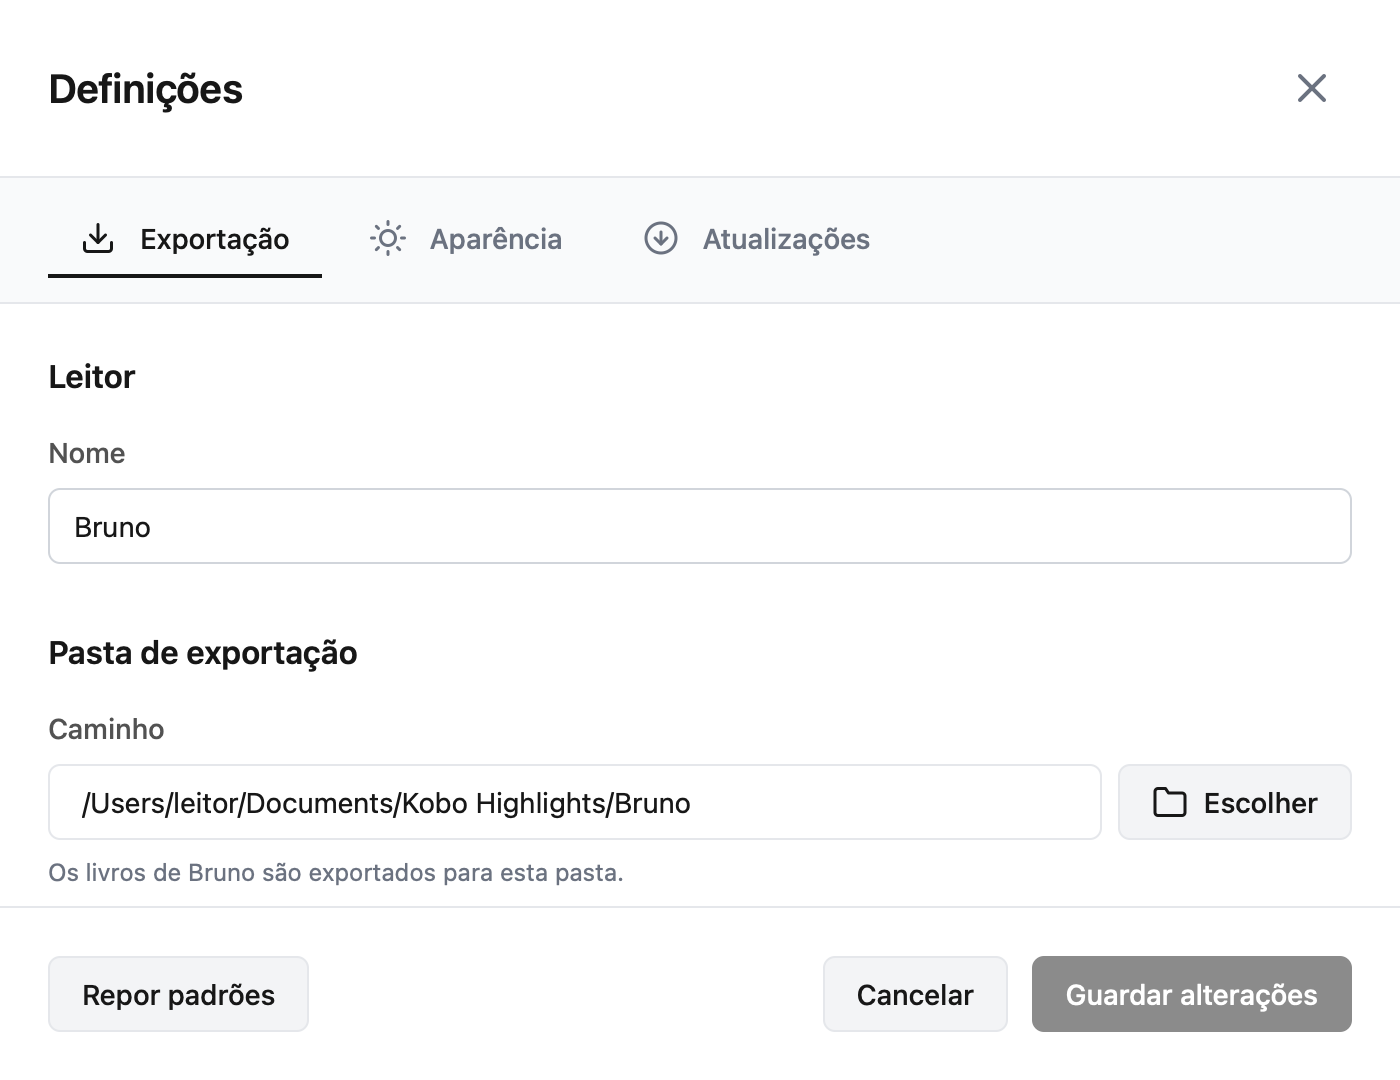 Definições
Exportação
Aparência
Atualizações
Leitor
Nome
Bruno
Pasta de exportação
Caminho
/Users/leitor/Documents/Kobo Highlights/Bruno
Escolher
Os livros de Bruno são exportados para esta pasta.
Repor padrões
Cancelar
Guardar alterações